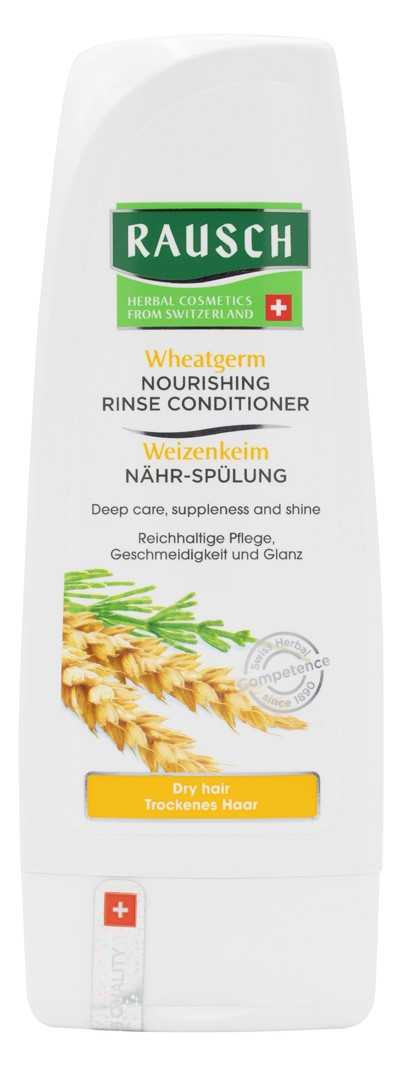 RAUSCH
HERBAL COSMETICS
FROM SWITZERLAND
Wheatgerm
NOURISHING
RINSE CONDITIONER
Weizenkeim
NÄHR-SPÜLUNG
Deep care, suppleness and shine
Reichhaltige Pflege,
Geschmeidigkeit und Glanz
Swiss Herbal
Competence
since 1890
Dry hair
Trockenes Haar
QUALITY